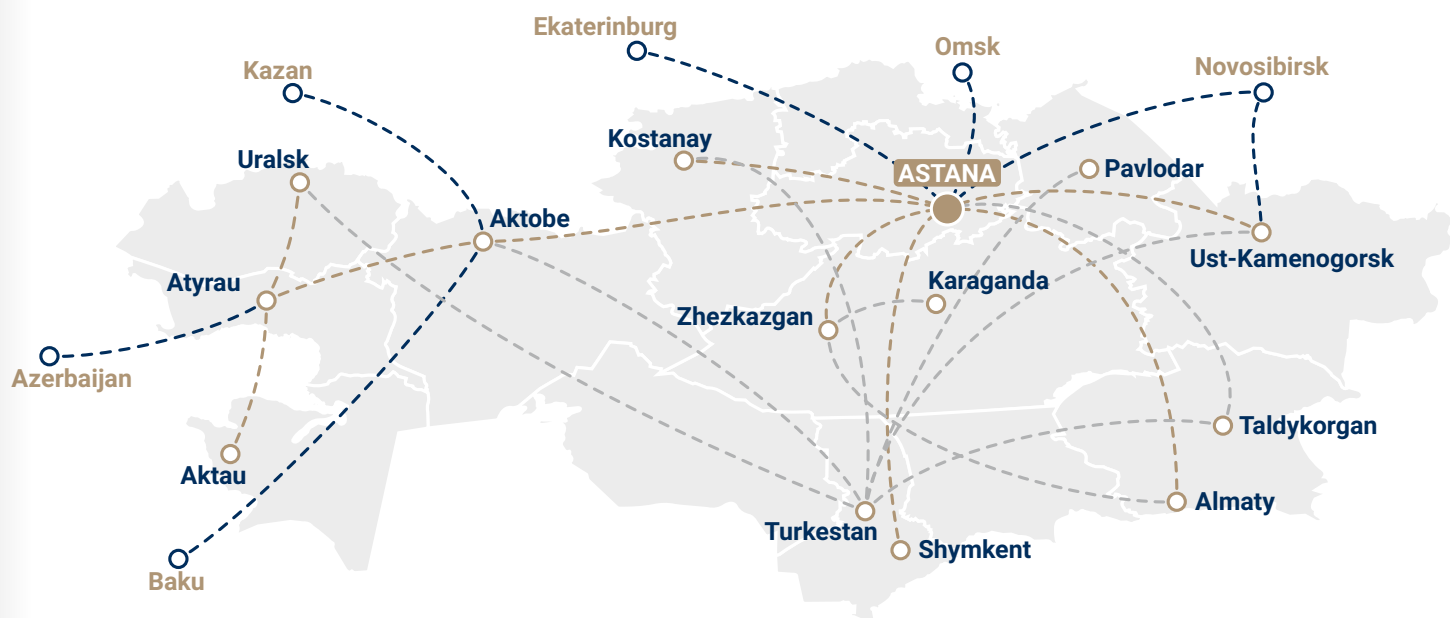 Ekaterinburg
Omsk
Kazan
Novosibirsk
Kostanay
Uralsk
ASTANA
Pavlodar
Aktobe
Ust-Kamenogorsk
Atyrau
Karaganda
Zhezkazgan
Azerbaijan
Taldykorgan
Aktau
Almaty
Turkestan
Shymkent
Baku